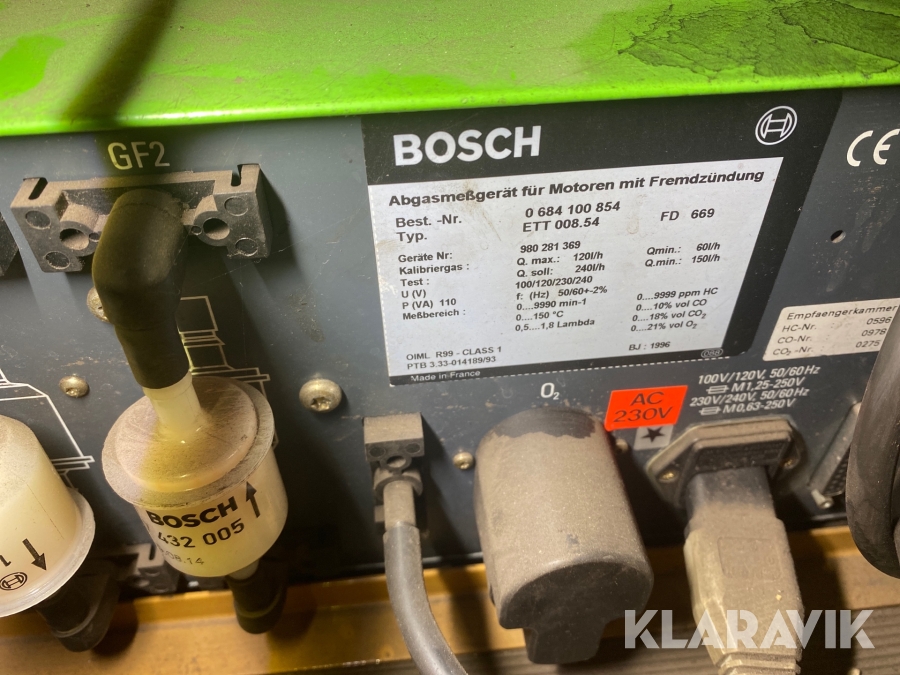 GF2
BOSCH
CE
Abgasmeßgerät für Motoren mit Fremdzündung
Best. -Nr. 0 684 100 854 FD 669
Typ. ETT 008.54
Geräte Nr: 980 281 369
Kalibriergas : Q. max.: 120l/h Qmin.: 60l/h
Test : Q. soll: 240l/h Q.min.: 150l/h
U (V) 100/120/230/240
P (VA) 110 f: (Hz) 50/60+-2% 0...9999 ppm HC
Meßbereich : 0...9990 min-1 0...10% vol CO
0...150 °C 0...18% vol CO2
0,5...1,8 Lambda 0...21% vol O2
OIML R99 - CLASS 1
PTB 3.33-014189/93 BJ : 1996
Made in France
Empfaengerkammer
HC-Nr. 0596
CO-Nr. 0978
CO2 -Nr. 0275
100V/120V, 50/60Hz
M1,25-250V
230V/240V, 50/60Hz
M0,63-250V
O2
AC
230V
BOSCH
432 005
KLARAVIK